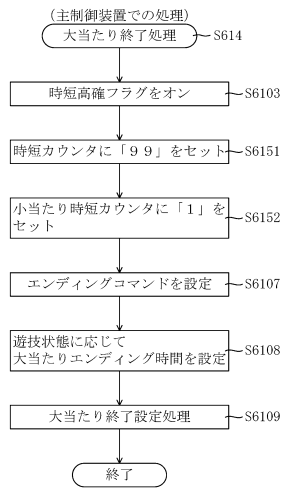 (主制御装置での処理)
大当たり終了処理
S614
時短高確フラグをオン
S6103
時短カウンタに「99」をセット
S6151
小当たり時短カウンタに「1」を
セット
S6152
エンディングコマンドを設定
S6107
遊技状態に応じて
大当たりエンディング時間を設定
S6108
大当たり終了設定処理
S6109
終了